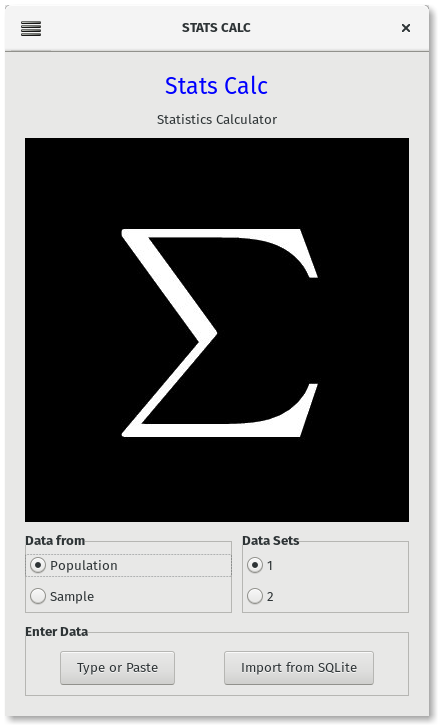 STATS CALC
Stats Calc
Statistics Calculator
Σ
Data from
Population
Sample
Data Sets
1
2
Enter Data
Type or Paste
Import from SQLite